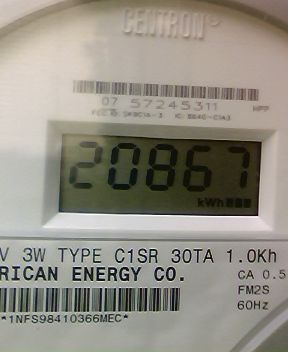 CENTRON
07 57245311 HPP
20867
kWh
V 3W TYPE C1SR 30TA 1.0Kh
RICAN ENERGY CO.
CA 0.5
FM2S
60Hz
*1NFS98410366MEC*